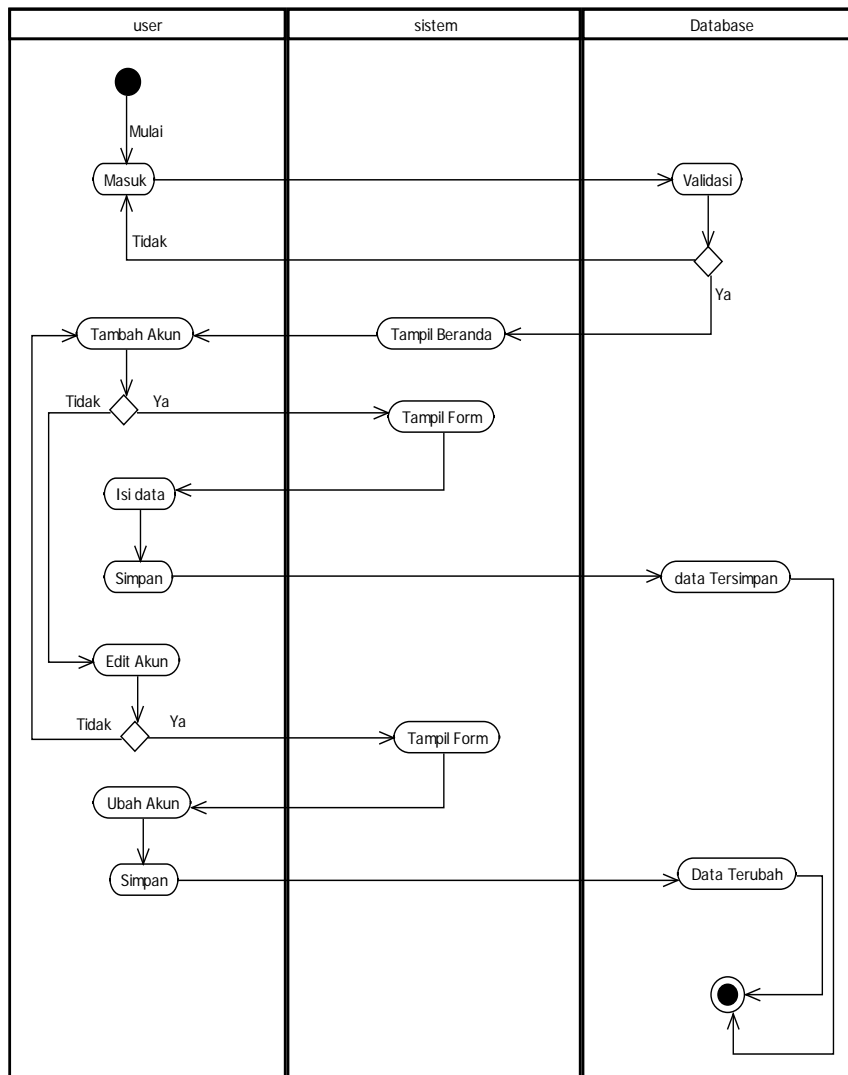 user
sistem
Database
Mulai
Masuk
Validasi
Tidak
Ya
Tambah Akun
Tampil Beranda
Tidak
Ya
Tampil Form
Isi data
Simpan
data Tersimpan
Edit Akun
Tidak
Ya
Tampil Form
Ubah Akun
Simpan
Data Terubah